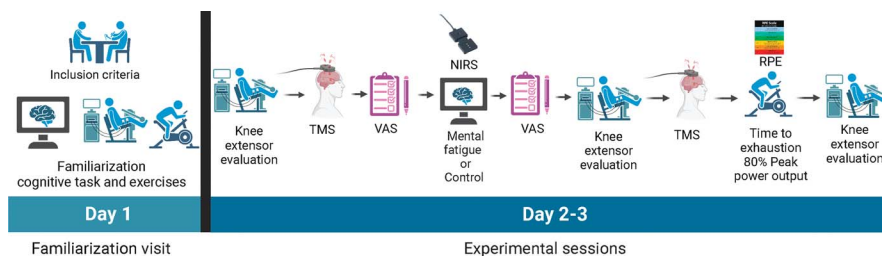 Inclusion criteria
Familiarization
cognitive task and exercises
Day 1
Familiarization visit
Knee
extensor
evaluation
TMS
VAS
NIRS
Mental
fatigue
or
Control
VAS
Knee
extensor
evaluation
TMS
RPE
Time to
exhaustion
80% Peak
power output
Knee
extensor
evaluation
Day 2-3
Experimental sessions